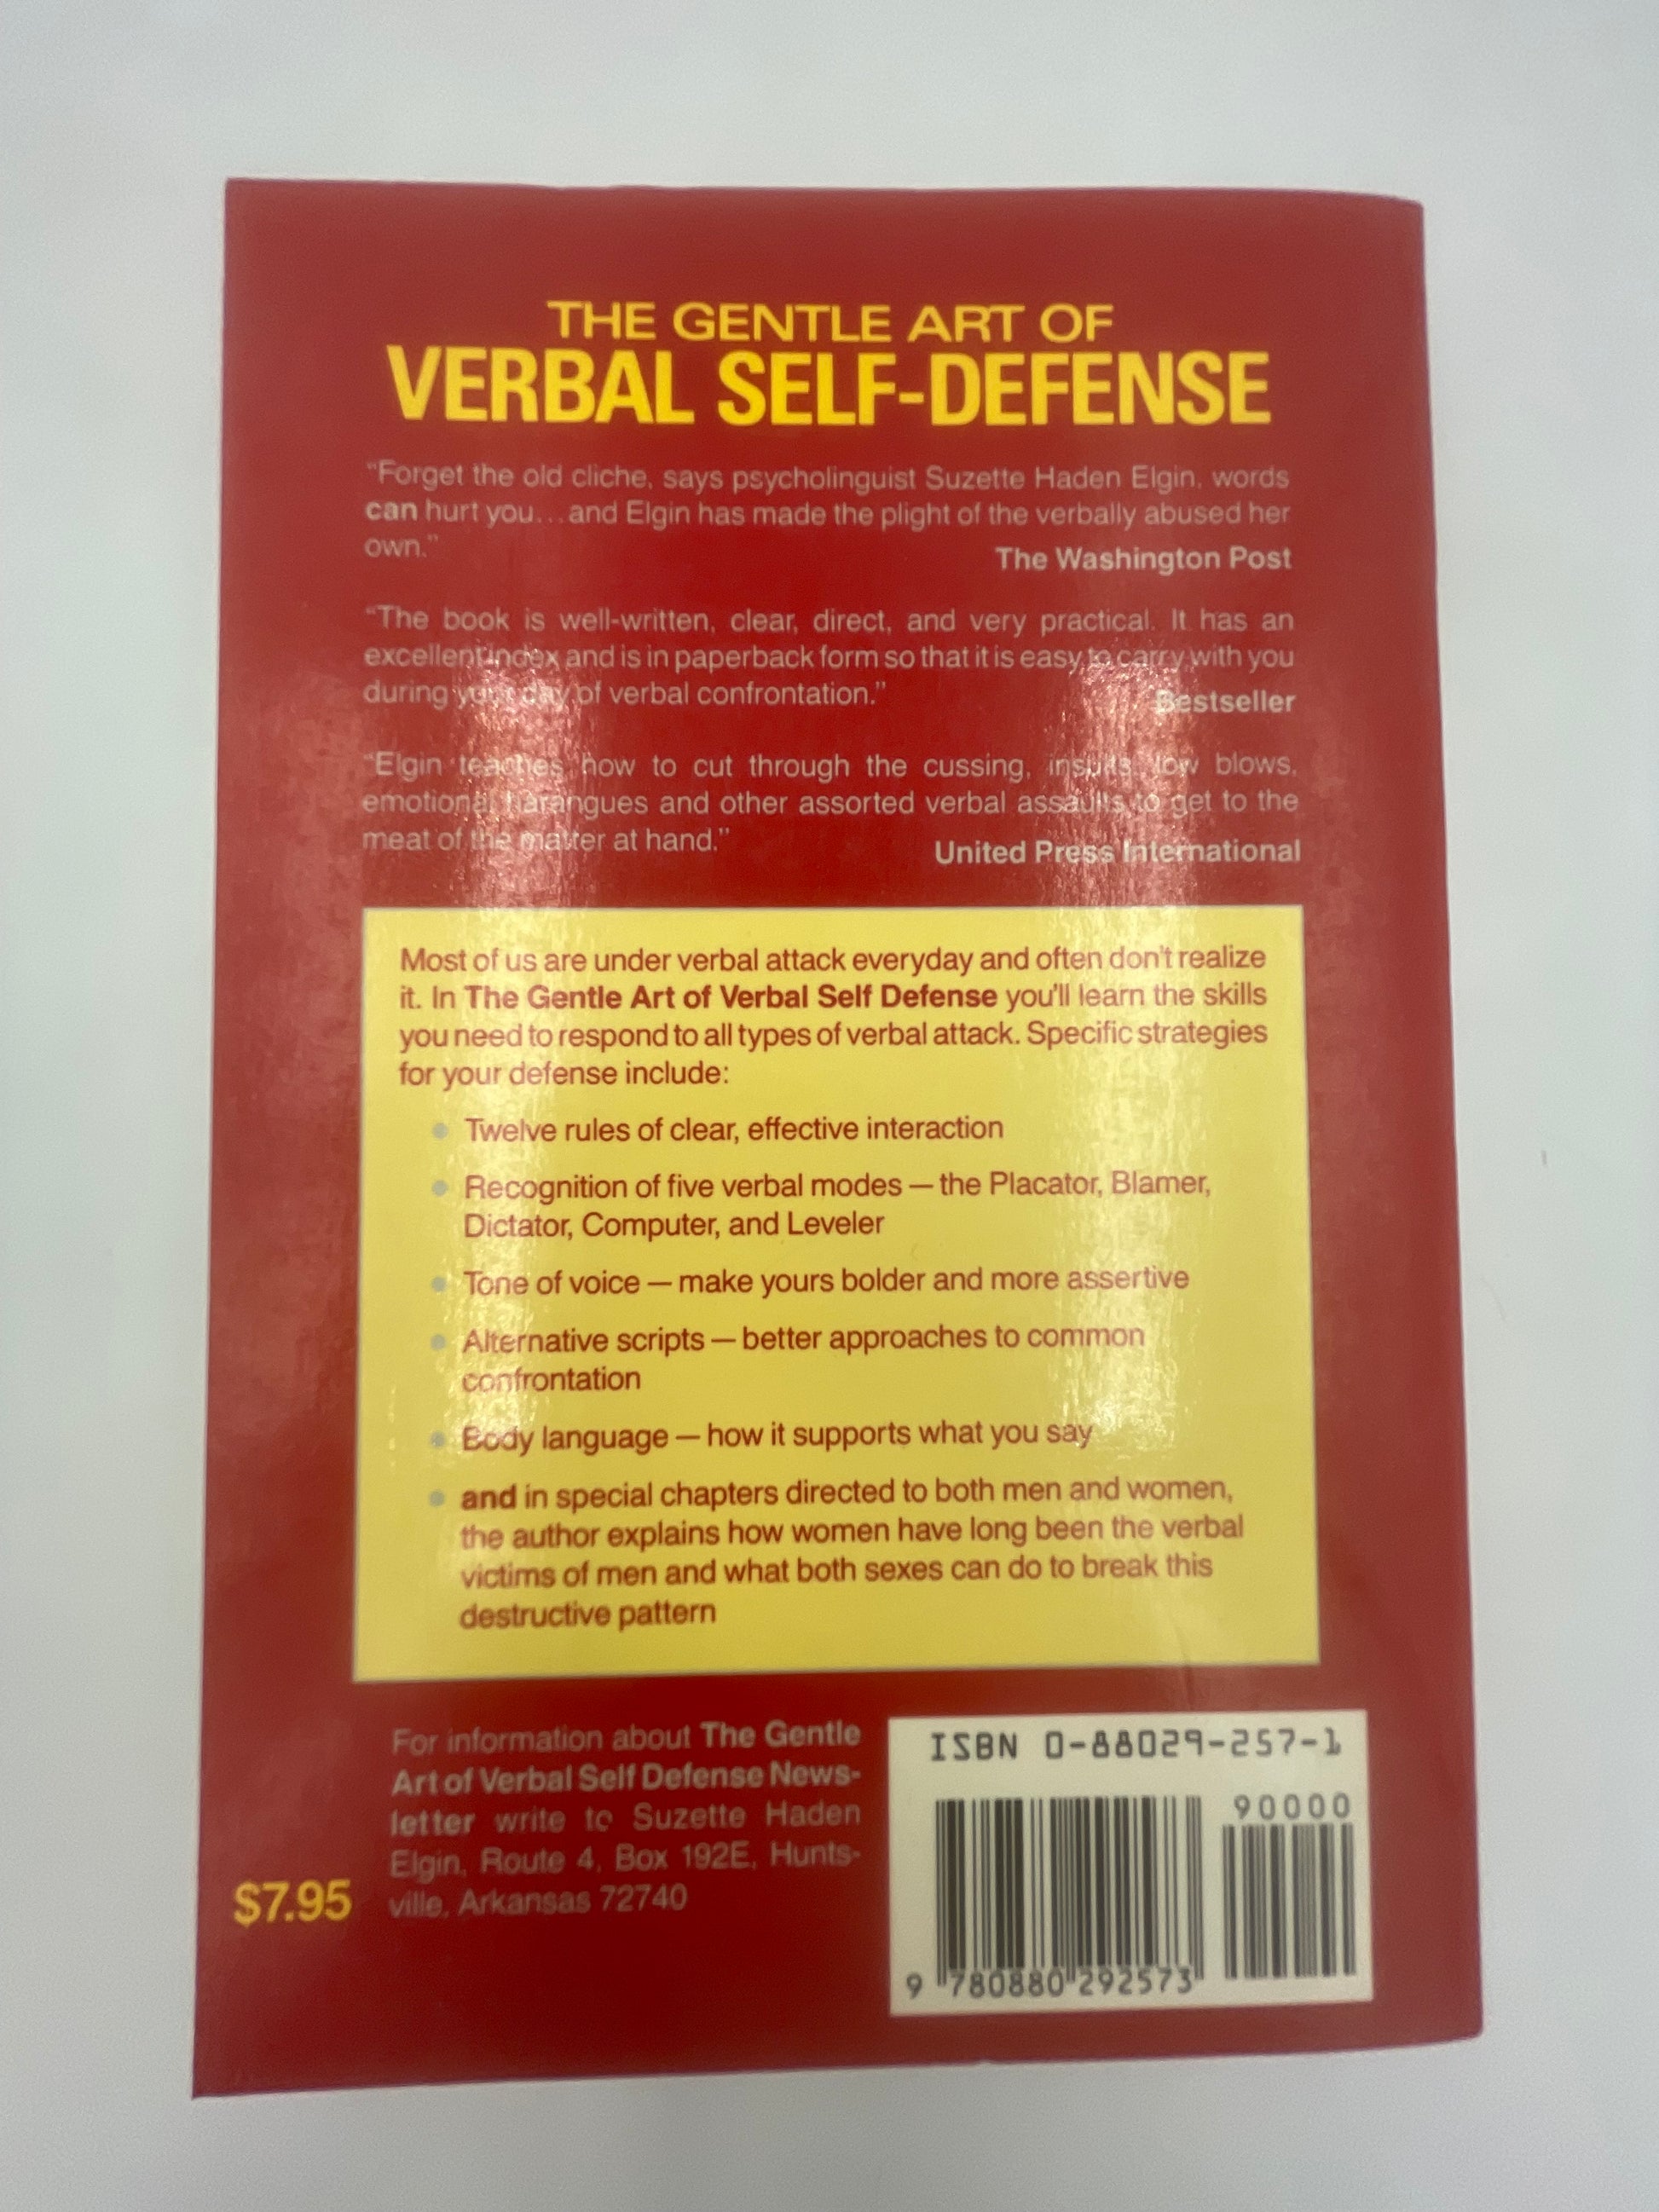 THE GENTLE ART OF
VERBAL SELF-DEFENSE
“Forget the old cliche, says psycholinguist Suzette Haden Elgin, words
can hurt you...and Elgin has made the plight of the verbally abused her
own.”
The Washington Post
“The book is well-written, clear, direct, and very practical. It has an
excellent index and is in paperback form so that it is easy to carry with you
during your day of verbal confrontation.”
Bestseller
“Elgin teaches how to cut through the cussing, insults, low blows,
emotional harangues and other assorted verbal assaults to get to the
meat of the matter at hand.”
United Press International
Most of us are under verbal attack everyday and often don't realize
it. In The Gentle Art of Verbal Self Defense you'll learn the skills
you need to respond to all types of verbal attack. Specific strategies
for your defense include:
• Twelve rules of clear, effective interaction
• Recognition of five verbal modes — the Placator, Blamer,
Dictator, Computer, and Leveler
• Tone of voice — make yours bolder and more assertive
• Alternative scripts — better approaches to common
confrontation
• Body language — how it supports what you say
• and in special chapters directed to both men and women,
the author explains how women have long been the verbal
victims of men and what both sexes can do to break this
destructive pattern
For information about The Gentle
Art of Verbal Self Defense News-
letter write to Suzette Haden
Elgin, Route 4, Box 192E, Hunts-
ville, Arkansas 72740
$7.95
ISBN 0-88029-257-1
90000
9 780880 292573